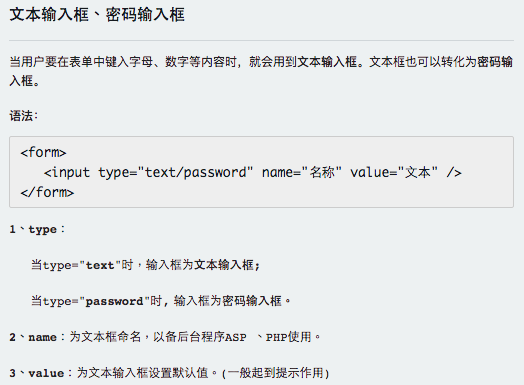 文本输入框、密码输入框
当用户要在表单中键入字母、数字等内容时，就会用到文本输入框。文本框也可以转化为密码输
入框。
语法：
<form>
   <input type="text/password" name="名称" value="文本" />
</form>
1、type：
当type="text"时，输入框为文本输入框;
当type="password"时, 输入框为密码输入框。
2、name：为文本框命名，以备后台程序ASP 、PHP使用。
3、value：为文本输入框设置默认值。(一般起到提示作用)